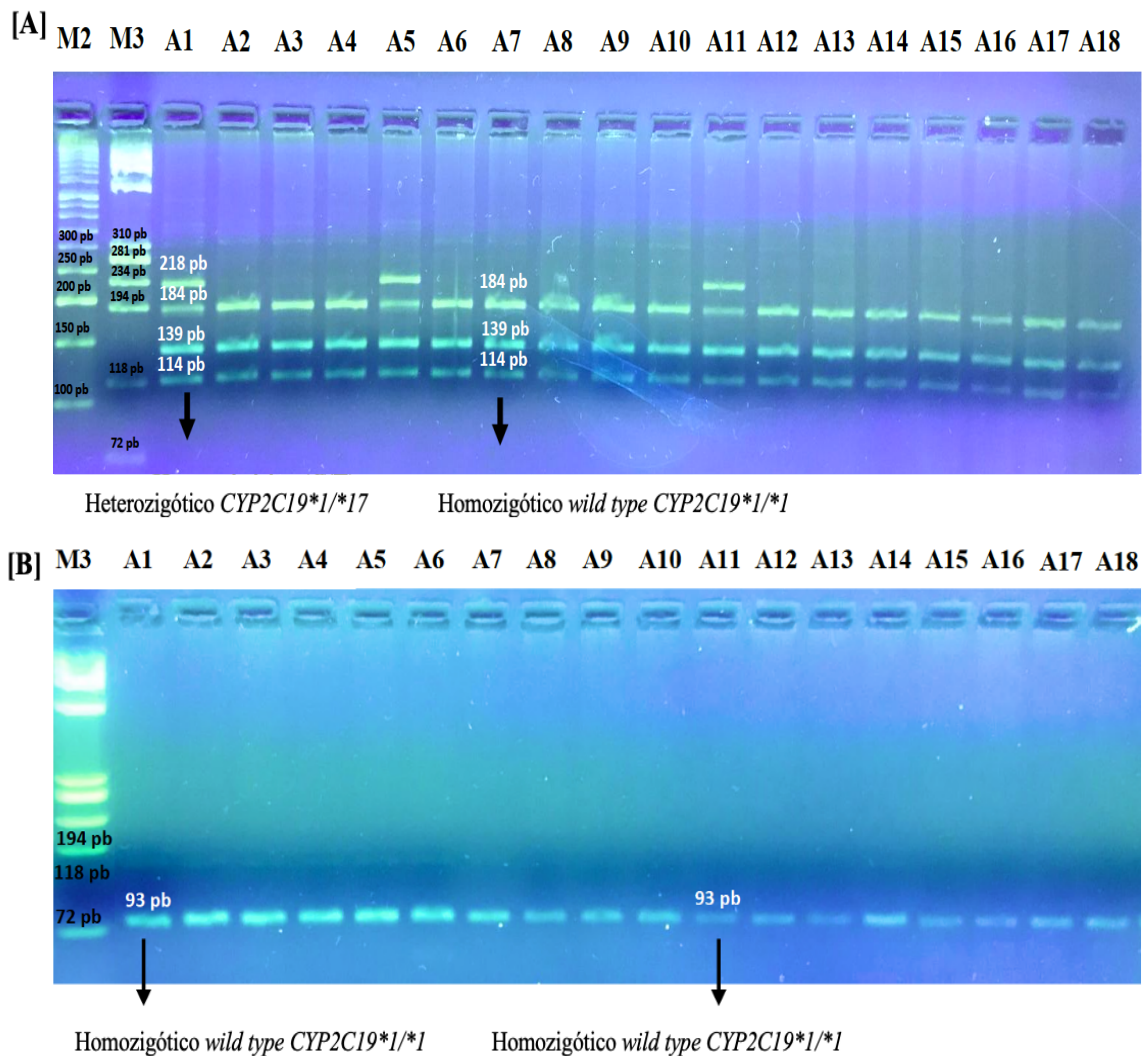 [A]
M2 M3 A1 A2 A3 A4 A5 A6 A7 A8 A9 A10 A11 A12 A13 A14 A15 A16 A17 A18
300 pb
250 pb
200 pb
150 pb
100 pb
310 pb
281 pb
234 pb
194 pb
118 pb
72 pb
218 pb
184 pb
139 pb
114 pb
184 pb
139 pb
114 pb
Heterozigótico CYP2C19*1/*17
Homozigótico wild type CYP2C19*1/*1
[B]
M3 A1 A2 A3 A4 A5 A6 A7 A8 A9 A10 A11 A12 A13 A14 A15 A16 A17 A18
194 pb
118 pb
72 pb
93 pb
93 pb
Homozigótico wild type CYP2C19*1/*1
Homozigótico wild type CYP2C19*1/*1